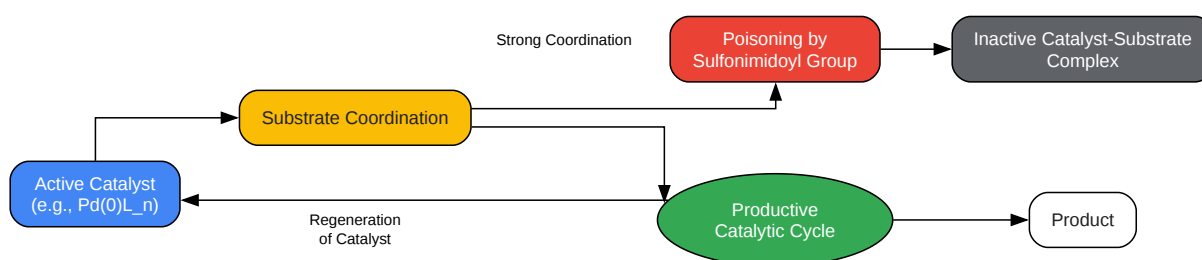 Strong Coordination
Poisoning by
Sulfonimidoyl Group
Inactive Catalyst-Substrate
Complex
Substrate Coordination
Active Catalyst
(e.g., Pd(0)L_n)
Regeneration
of Catalyst
Productive
Catalytic Cycle
Product